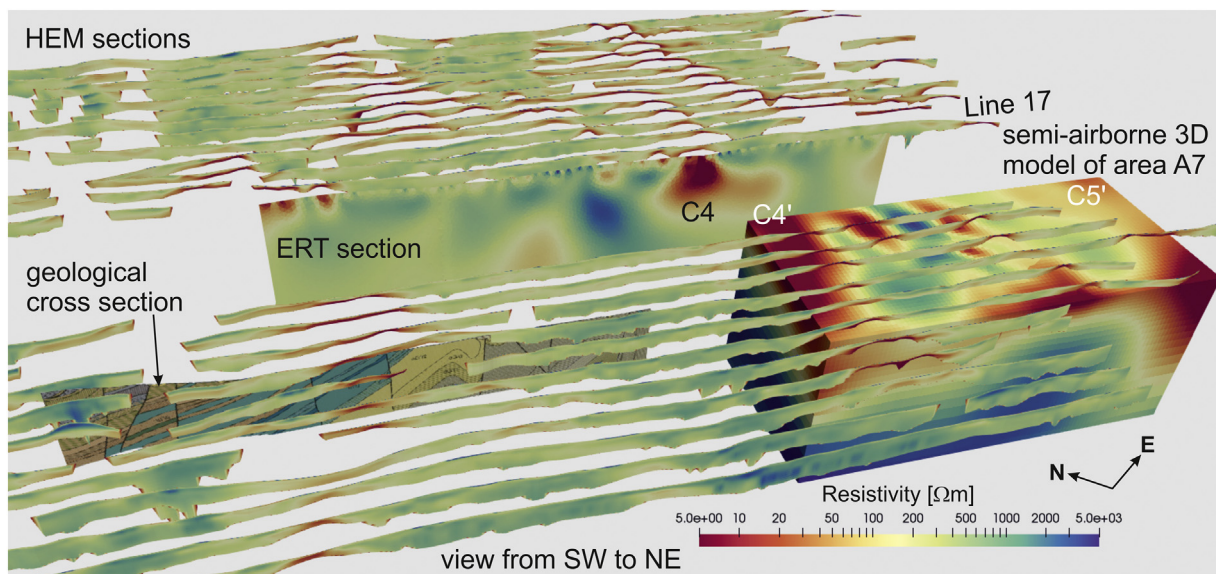 HEM sections
Line 17
semi-airborne 3D
model of area A7
C5'
C4
C4'
ERT section
geological
cross section
E
N
Resistivity [Ωm]
5.0e+00 10 20 50 100 200 500 1000 2000 5.0e+03
view from SW to NE